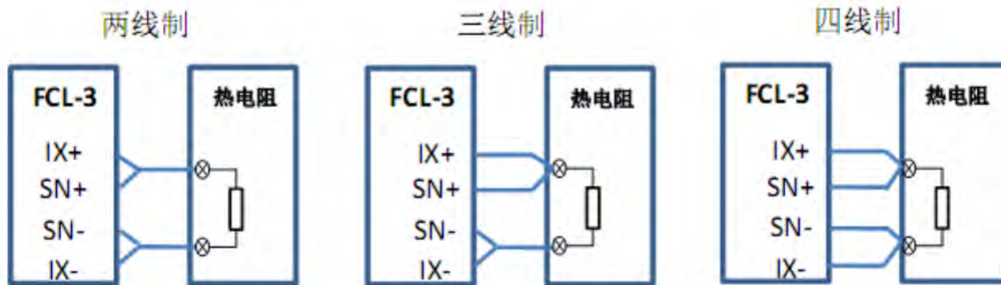 两线制
三线制
四线制
FCL-3
热电阻
IX+
SN+
SN-
IX-
FCL-3
热电阻
IX+
SN+
SN-
IX-
FCL-3
热电阻
IX+
SN+
SN-
IX-